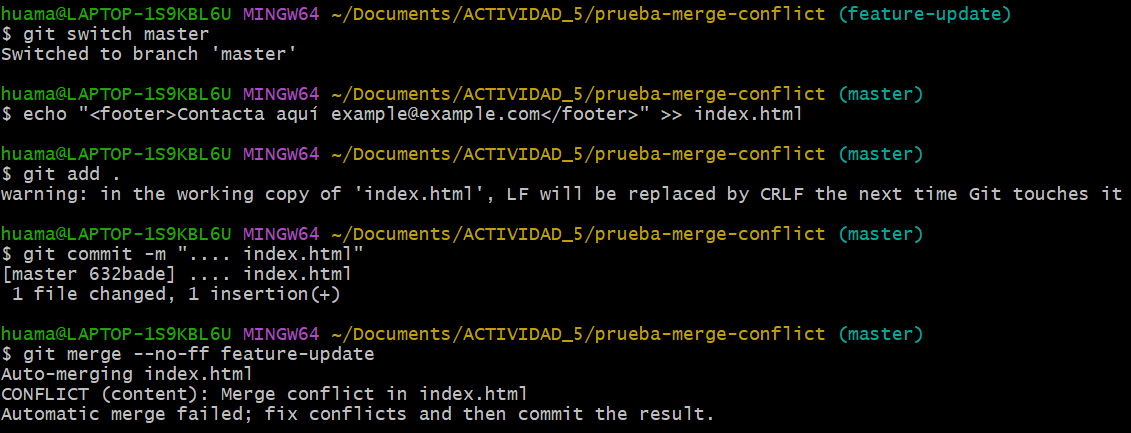 huama@LAPTOP-1S9KBL6U MINGW64 ~/Documents/ACTIVIDAD_5/prueba-merge-conflict (feature-update)
$ git switch master
Switched to branch 'master'
huama@LAPTOP-1S9KBL6U MINGW64 ~/Documents/ACTIVIDAD_5/prueba-merge-conflict (master)
$ echo "<footer>Contacta aquí example@example.com</footer>" >> index.html
huama@LAPTOP-1S9KBL6U MINGW64 ~/Documents/ACTIVIDAD_5/prueba-merge-conflict (master)
$ git add .
warning: in the working copy of 'index.html', LF will be replaced by CRLF the next time Git touches it
huama@LAPTOP-1S9KBL6U MINGW64 ~/Documents/ACTIVIDAD_5/prueba-merge-conflict (master)
$ git commit -m ".... index.html"
[master 632bade] .... index.html
 1 file changed, 1 insertion(+)
huama@LAPTOP-1S9KBL6U MINGW64 ~/Documents/ACTIVIDAD_5/prueba-merge-conflict (master)
$ git merge --no-ff feature-update
Auto-merging index.html
CONFLICT (content): Merge conflict in index.html
Automatic merge failed; fix conflicts and then commit the result.